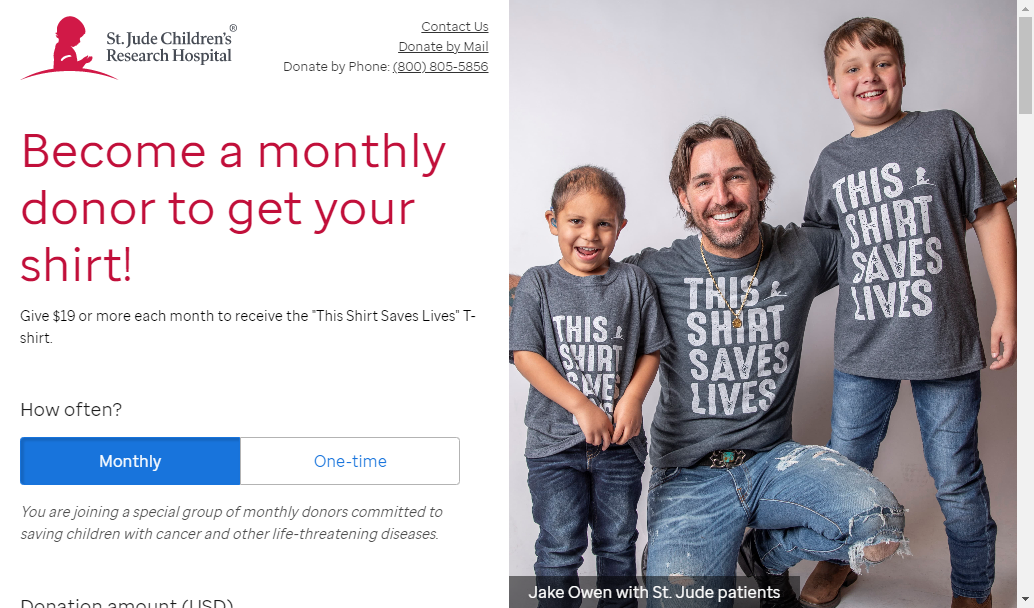 St. Jude Children's®
Research Hospital
Contact Us
Donate by Mail
Donate by Phone: (800) 805-5856
Become a monthly
donor to get your
shirt!
Give $19 or more each month to receive the "This Shirt Saves Lives" T-
shirt.
How often?
Monthly
One-time
You are joining a special group of monthly donors committed to
saving children with cancer and other life-threatening diseases.
Donation amount (USD)
THIS
SHIRT
SAVES
LIVES
THIS
SHIRT
SAVES
LIVES
THIS
SHIRT
Jake Owen with St. Jude patients